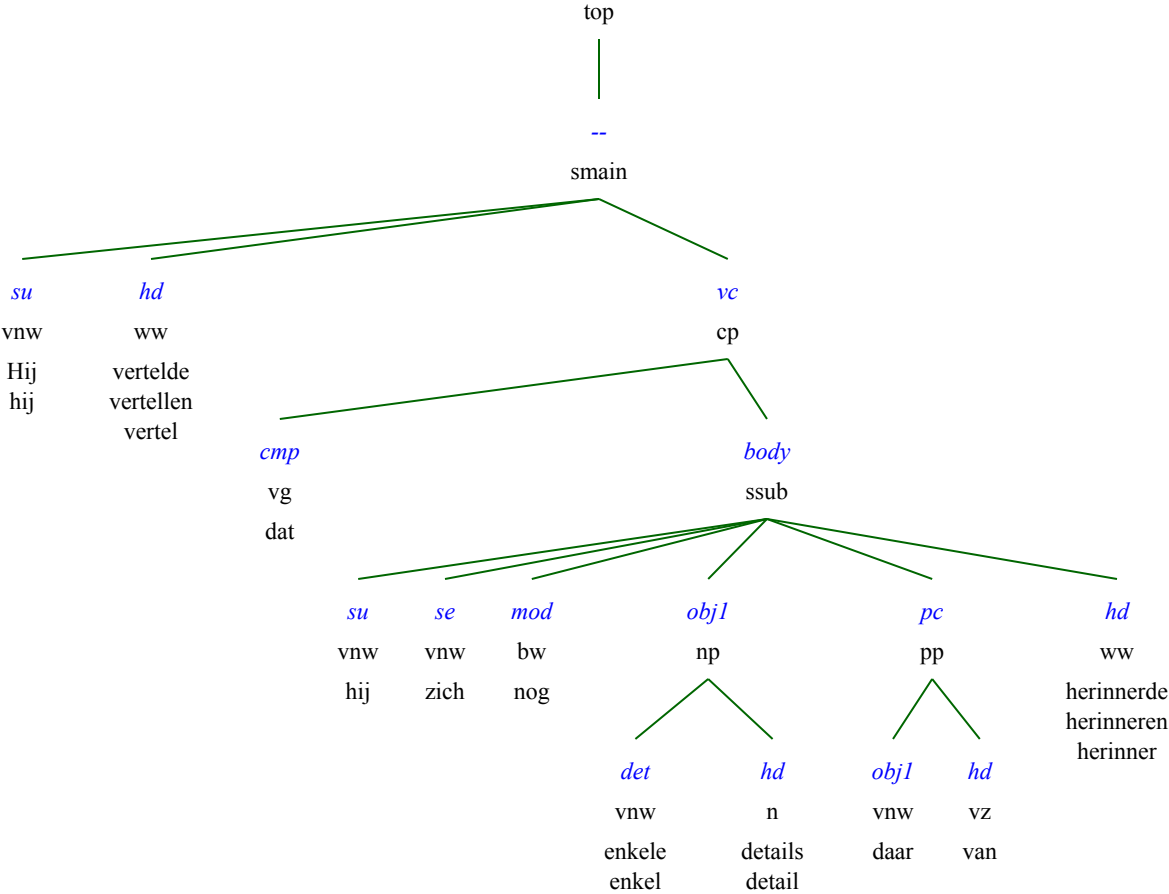 top
--
smain
su hd vc
vnw ww cp
Hij vertelde
hij vertellen
vertel
cmp body
vg ssub
dat
su se mod obj1 pc hd
vnw vnw bw np pp ww
hij zich nog herinnerde
herinneren
herinner
det hd obj1 hd
vnw n vnw vz
enkele details daar van
enkel detail